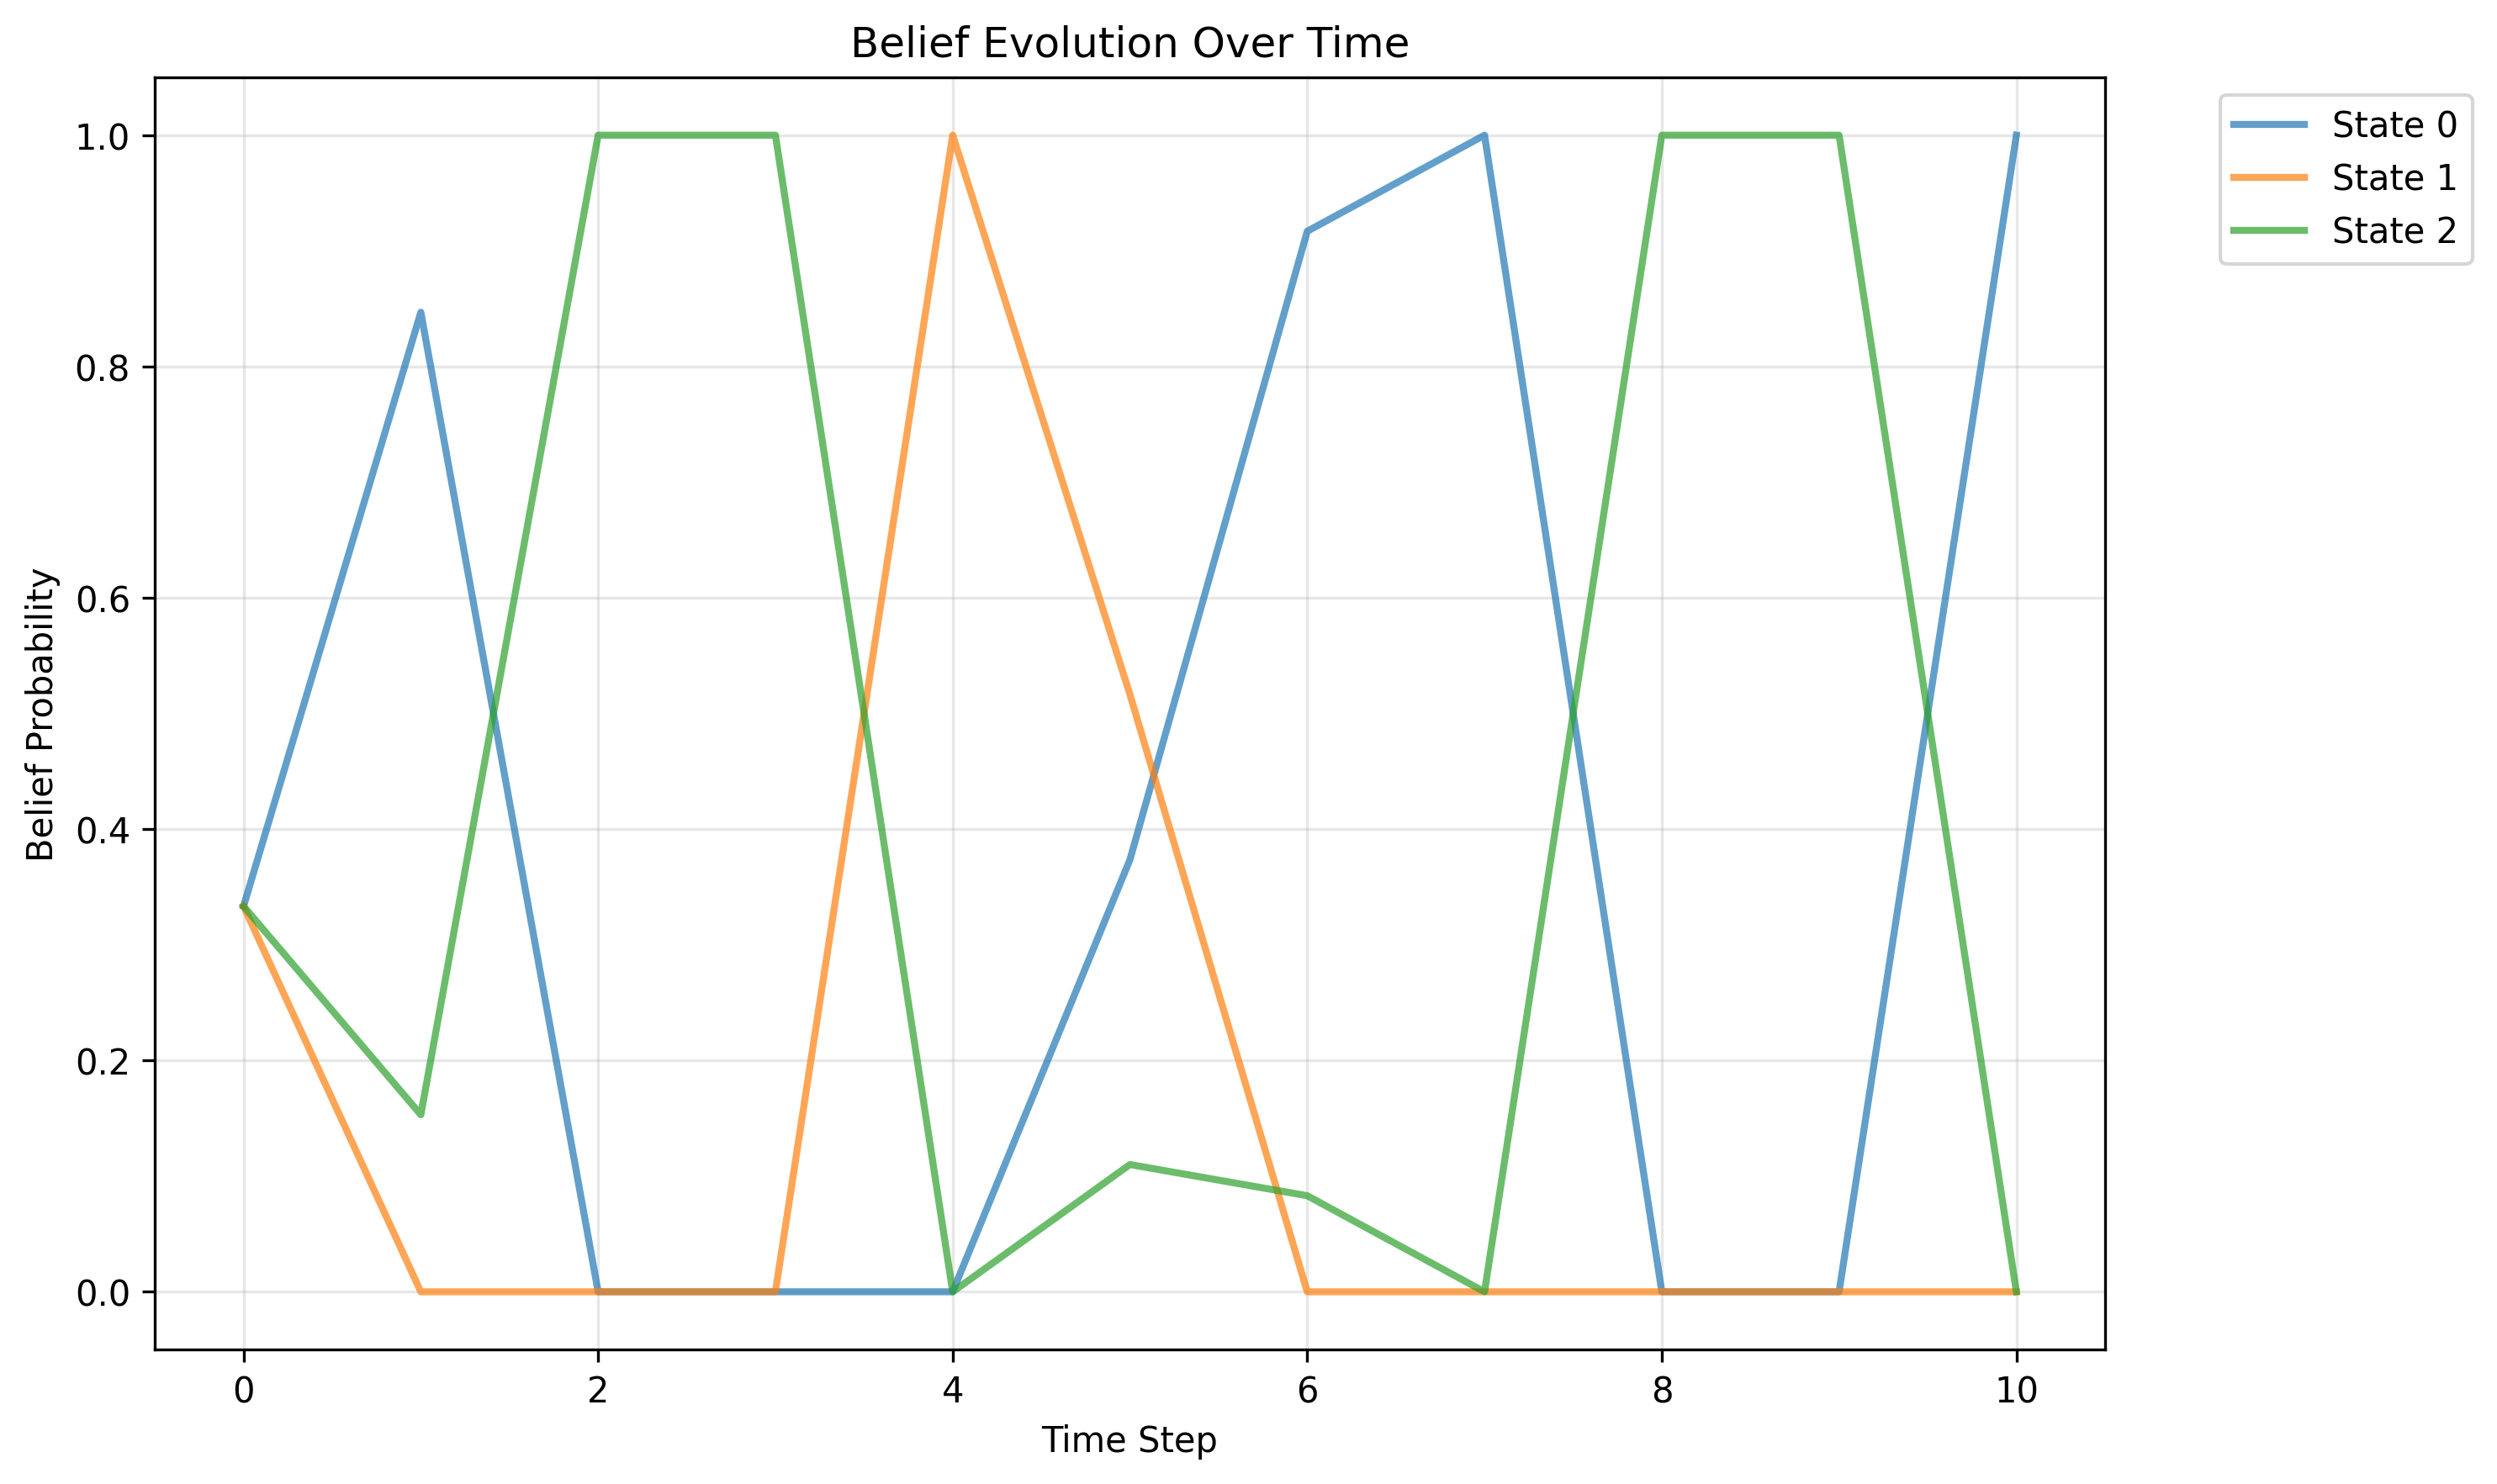 Belief Evolution Over Time
State 0
State 1
State 2
Belief Probability
1.0
0.8
0.6
0.4
0.2
0.0
0 2 4 6 8 10
Time Step